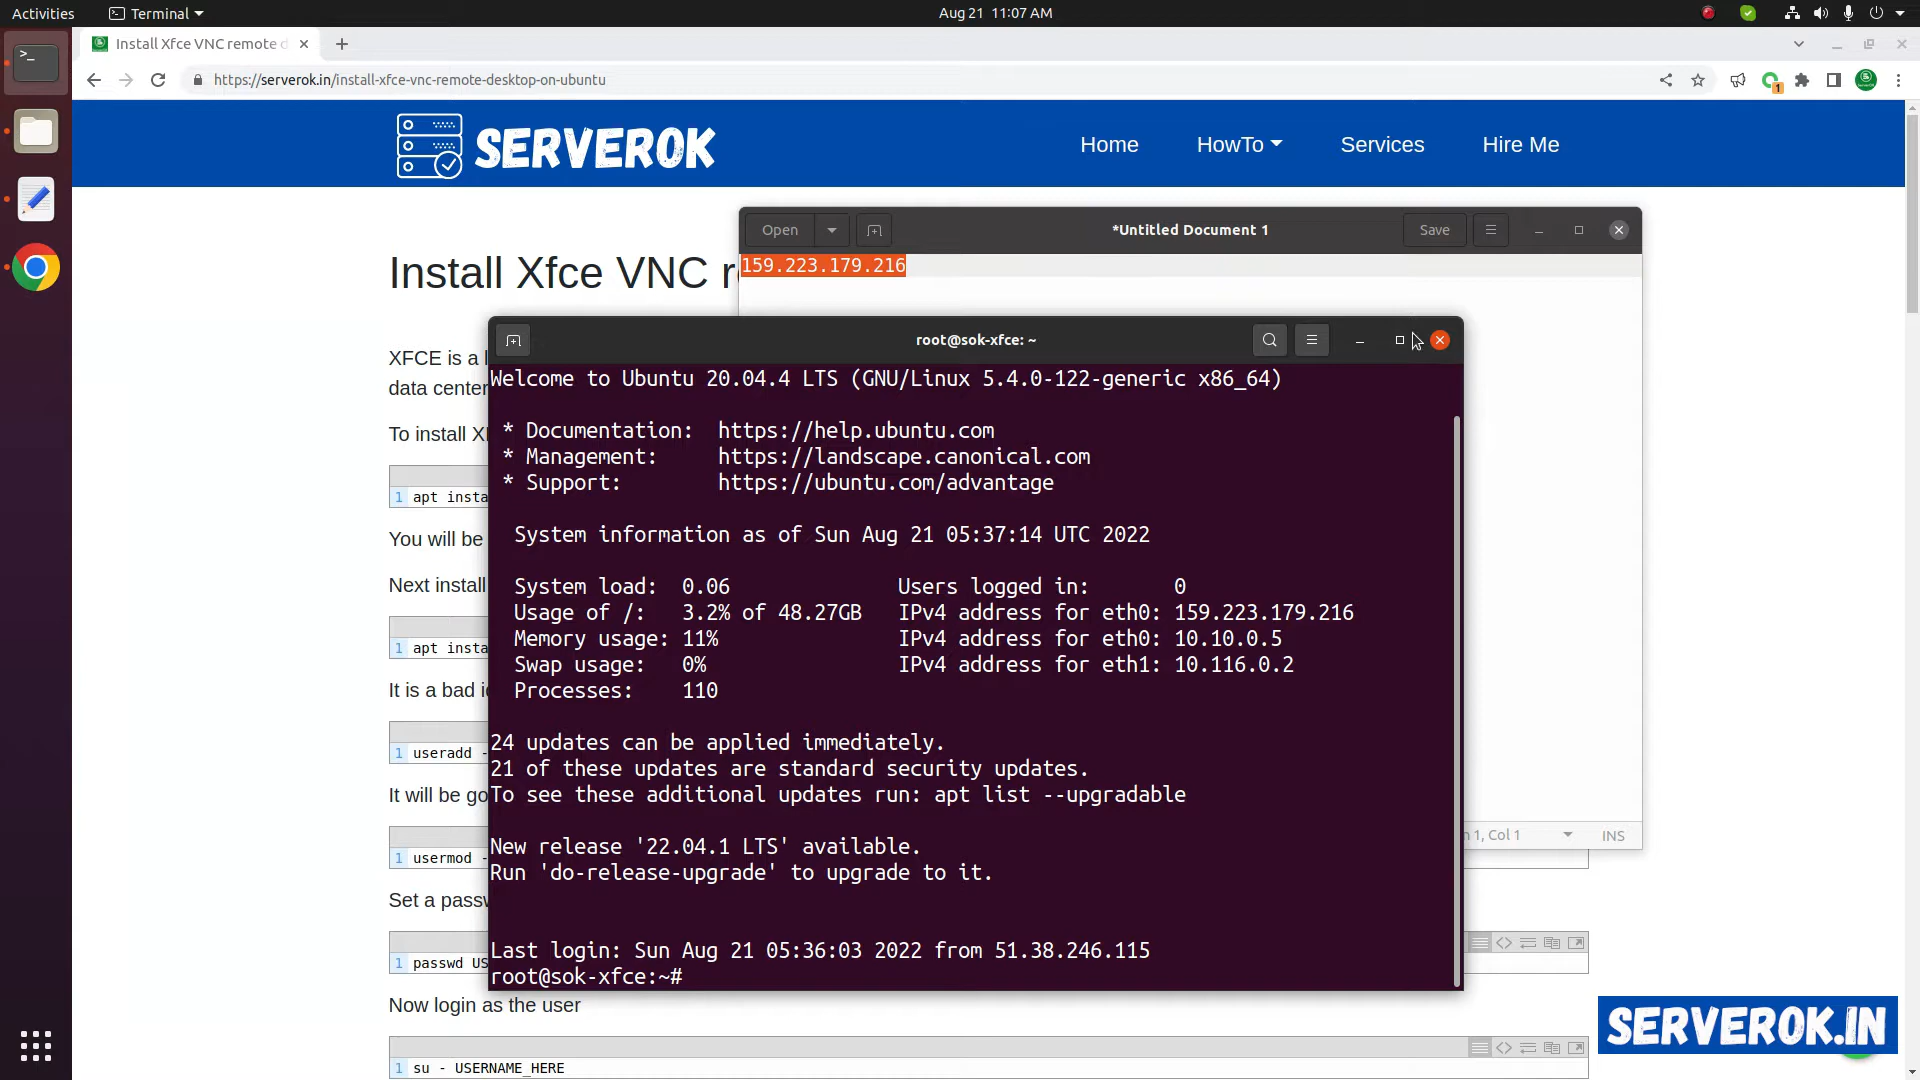 Activities
Terminal
Aug 21 11:07 AM
Install Xfce VNC remote d
https://serverok.in/install-xfce-vnc-remote-desktop-on-ubuntu
1
SERVEROK
Home
HowTo
Services
Hire Me
Install Xfce VNC r
Open
*Untitled Document 1
Save
159.223.179.216
XFCE is a l
data center
To install X
1 apt insta
You will be
Next install
1 apt insta
It is a bad i
1 useradd -
It will be go
1 usermod -
Set a passw
1 passwd US
Now login as the user
1 su - USERNAME_HERE
root@sok-xfce: ~
Welcome to Ubuntu 20.04.4 LTS (GNU/Linux 5.4.0-122-generic x86_64)
* Documentation: https://help.ubuntu.com
* Management: https://landscape.canonical.com
* Support: https://ubuntu.com/advantage
System information as of Sun Aug 21 05:37:14 UTC 2022
System load: 0.06 Users logged in: 0
Usage of /: 3.2% of 48.27GB IPv4 address for eth0: 159.223.179.216
Memory usage: 11% IPv4 address for eth0: 10.10.0.5
Swap usage: 0% IPv4 address for eth1: 10.116.0.2
Processes: 110
24 updates can be applied immediately.
21 of these updates are standard security updates.
To see these additional updates run: apt list --upgradable
New release '22.04.1 LTS' available.
Run 'do-release-upgrade' to upgrade to it.
Last login: Sun Aug 21 05:36:03 2022 from 51.38.246.115
root@sok-xfce:~#
n 1, Col 1
INS
SERVEROK.IN